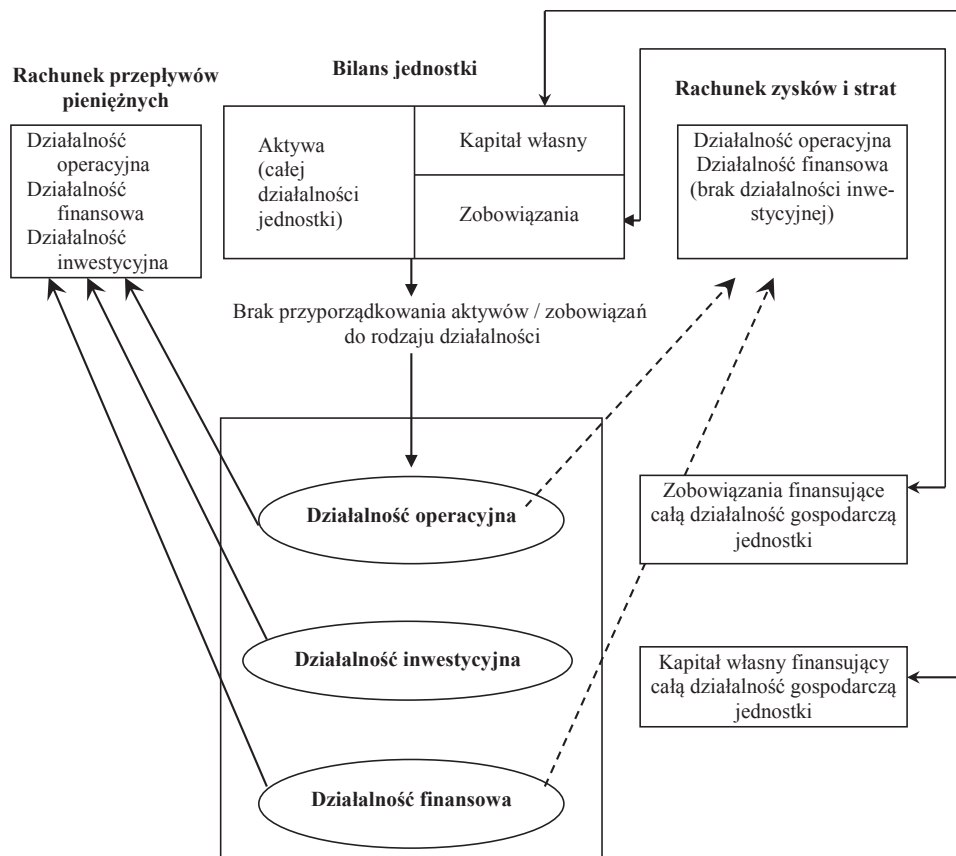 Rachunek przepływów
pieniężnych
Działalność
operacyjna
Działalność
finansowa
Działalność
inwestycyjna
Bilans jednostki
Aktywa
(całej
działalności
jednostki)
Kapitał własny
Zobowiązania
Rachunek zysków i strat
Działalność operacyjna
Działalność finansowa
(brak działalności inwe-
stycyjnej)
Brak przyporządkowania aktywów / zobowiązań
do rodzaju działalności
Działalność operacyjna
Działalność inwestycyjna
Działalność finansowa
Zobowiązania finansujące
całą działalność gospodarczą
jednostki
Kapitał własny finansujący
całą działalność gospodarczą
jednostki